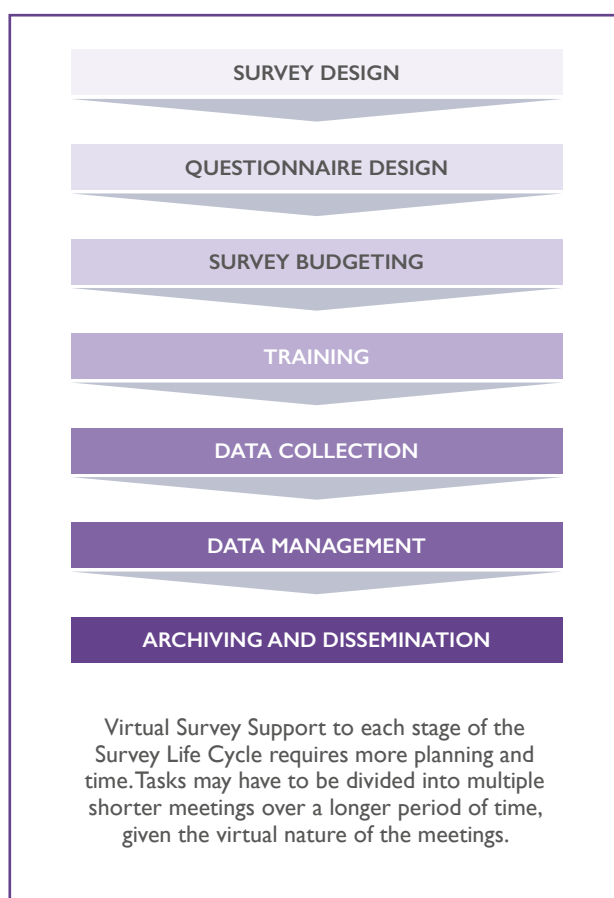 SURVEY DESIGN
QUESTIONNAIRE DESIGN
SURVEY BUDGETING
TRAINING
DATA COLLECTION
DATA MANAGEMENT
ARCHIVING AND DISSEMINATION
Virtual Survey Support to each stage of the
Survey Life Cycle requires more planning and
time. Tasks may have to be divided into multiple
shorter meetings over a longer period of time,
given the virtual nature of the meetings.